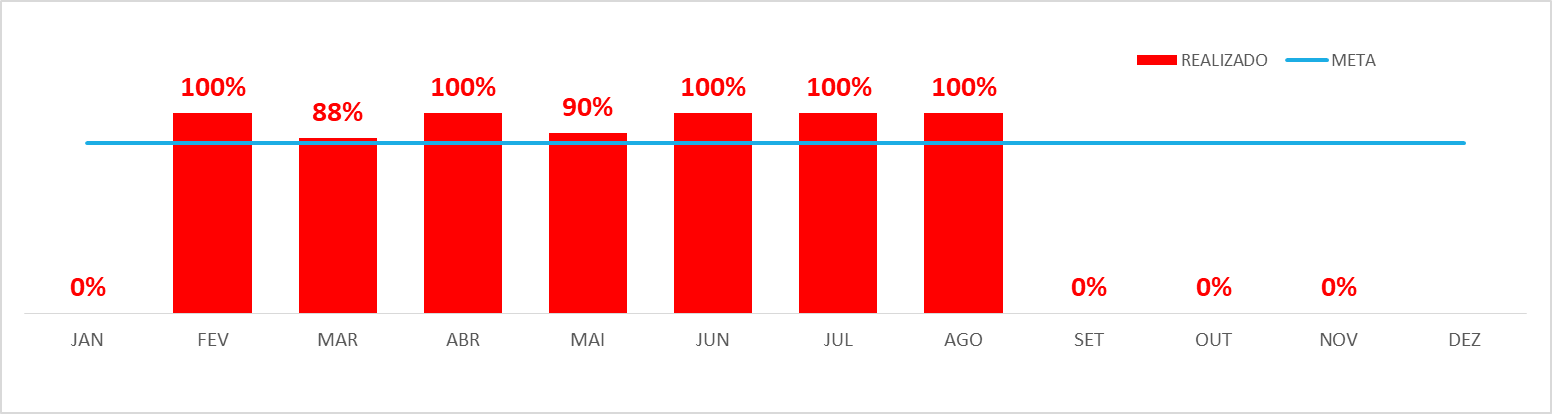 REALIZADO META
100% 100% 100% 100% 100%
88% 90%
0% 0% 0% 0%
JAN FEV MAR ABR MAI JUN JUL AGO SET OUT NOV DEZ